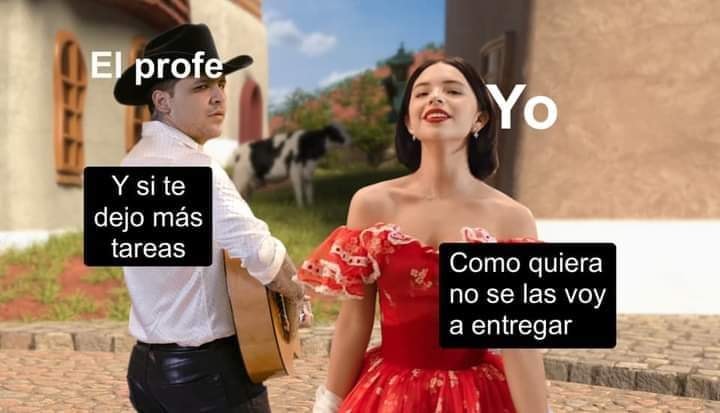 El profe
Yo
Y si te
dejo más
tareas
Como quiera
no se las voy
a entregar